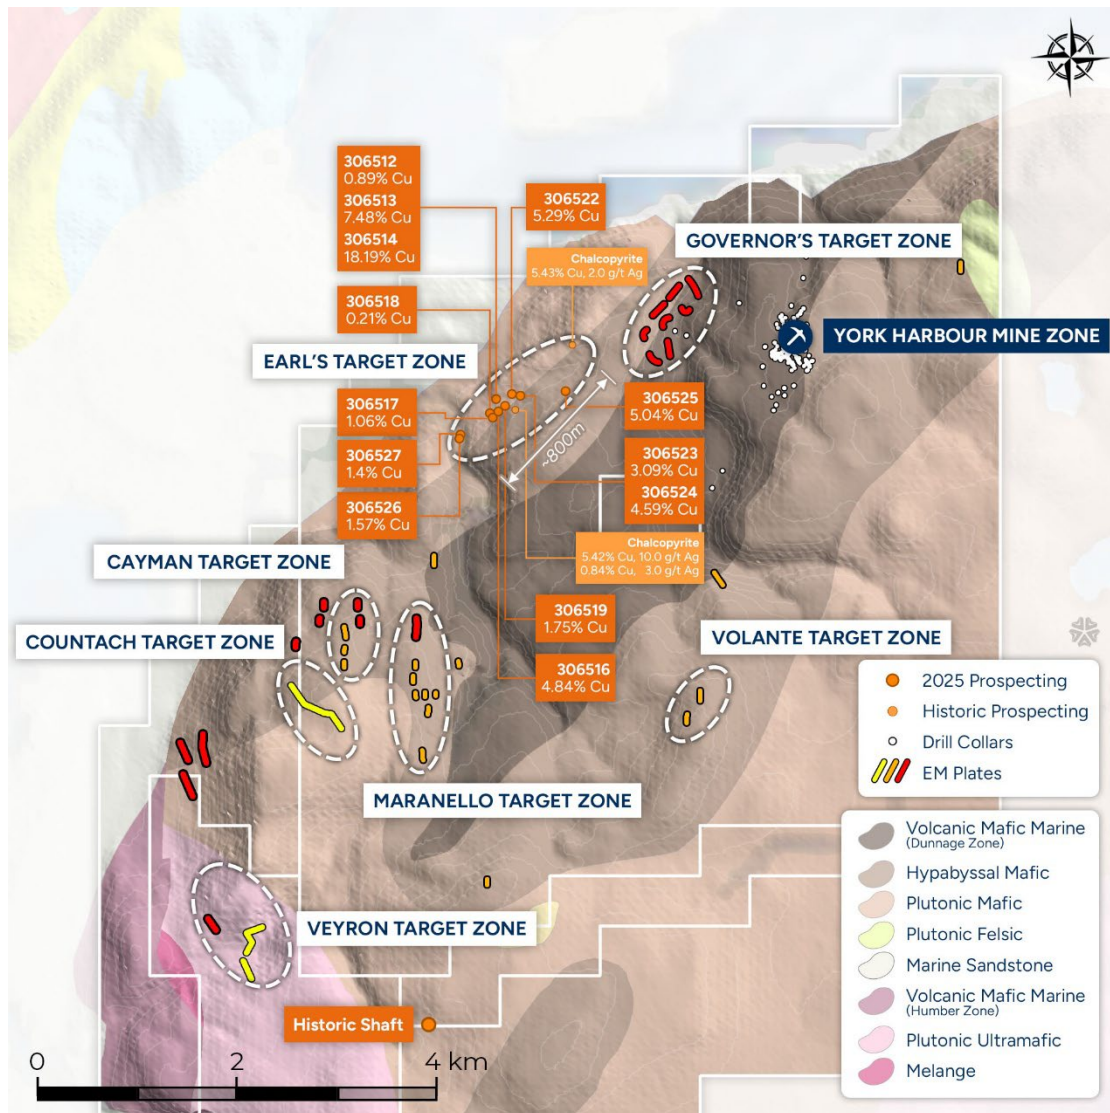 306512
0.89% Cu
306513
7.48% Cu
306514
18.19% Cu
306522
5.29% Cu
GOVERNOR'S TARGET ZONE
Chalcopyrite
5.43% Cu, 2.0 g/t Ag
306518
0.21% Cu
YORK HARBOUR MINE ZONE
EARL'S TARGET ZONE
306517
1.06% Cu
306525
5.04% Cu
~800m
306527
1.4% Cu
306523
3.09% Cu
306524
4.59% Cu
306526
1.57% Cu
Chalcopyrite
5.42% Cu, 10.0 g/t Ag
0.84% Cu, 3.0 g/t Ag
CAYMAN TARGET ZONE
306519
1.75% Cu
COUNTACH TARGET ZONE
VOLANTE TARGET ZONE
306516
4.84% Cu
2025 Prospecting
Historic Prospecting
Drill Collars
EM Plates
MARANELLO TARGET ZONE
Volcanic Mafic Marine
(Dunnage Zone)
Hypabyssal Mafic
Plutonic Mafic
Plutonic Felsic
Marine Sandstone
Volcanic Mafic Marine
(Humber Zone)
Plutonic Ultramafic
Melange
VEYRON TARGET ZONE
Historic Shaft
0 2 4 km